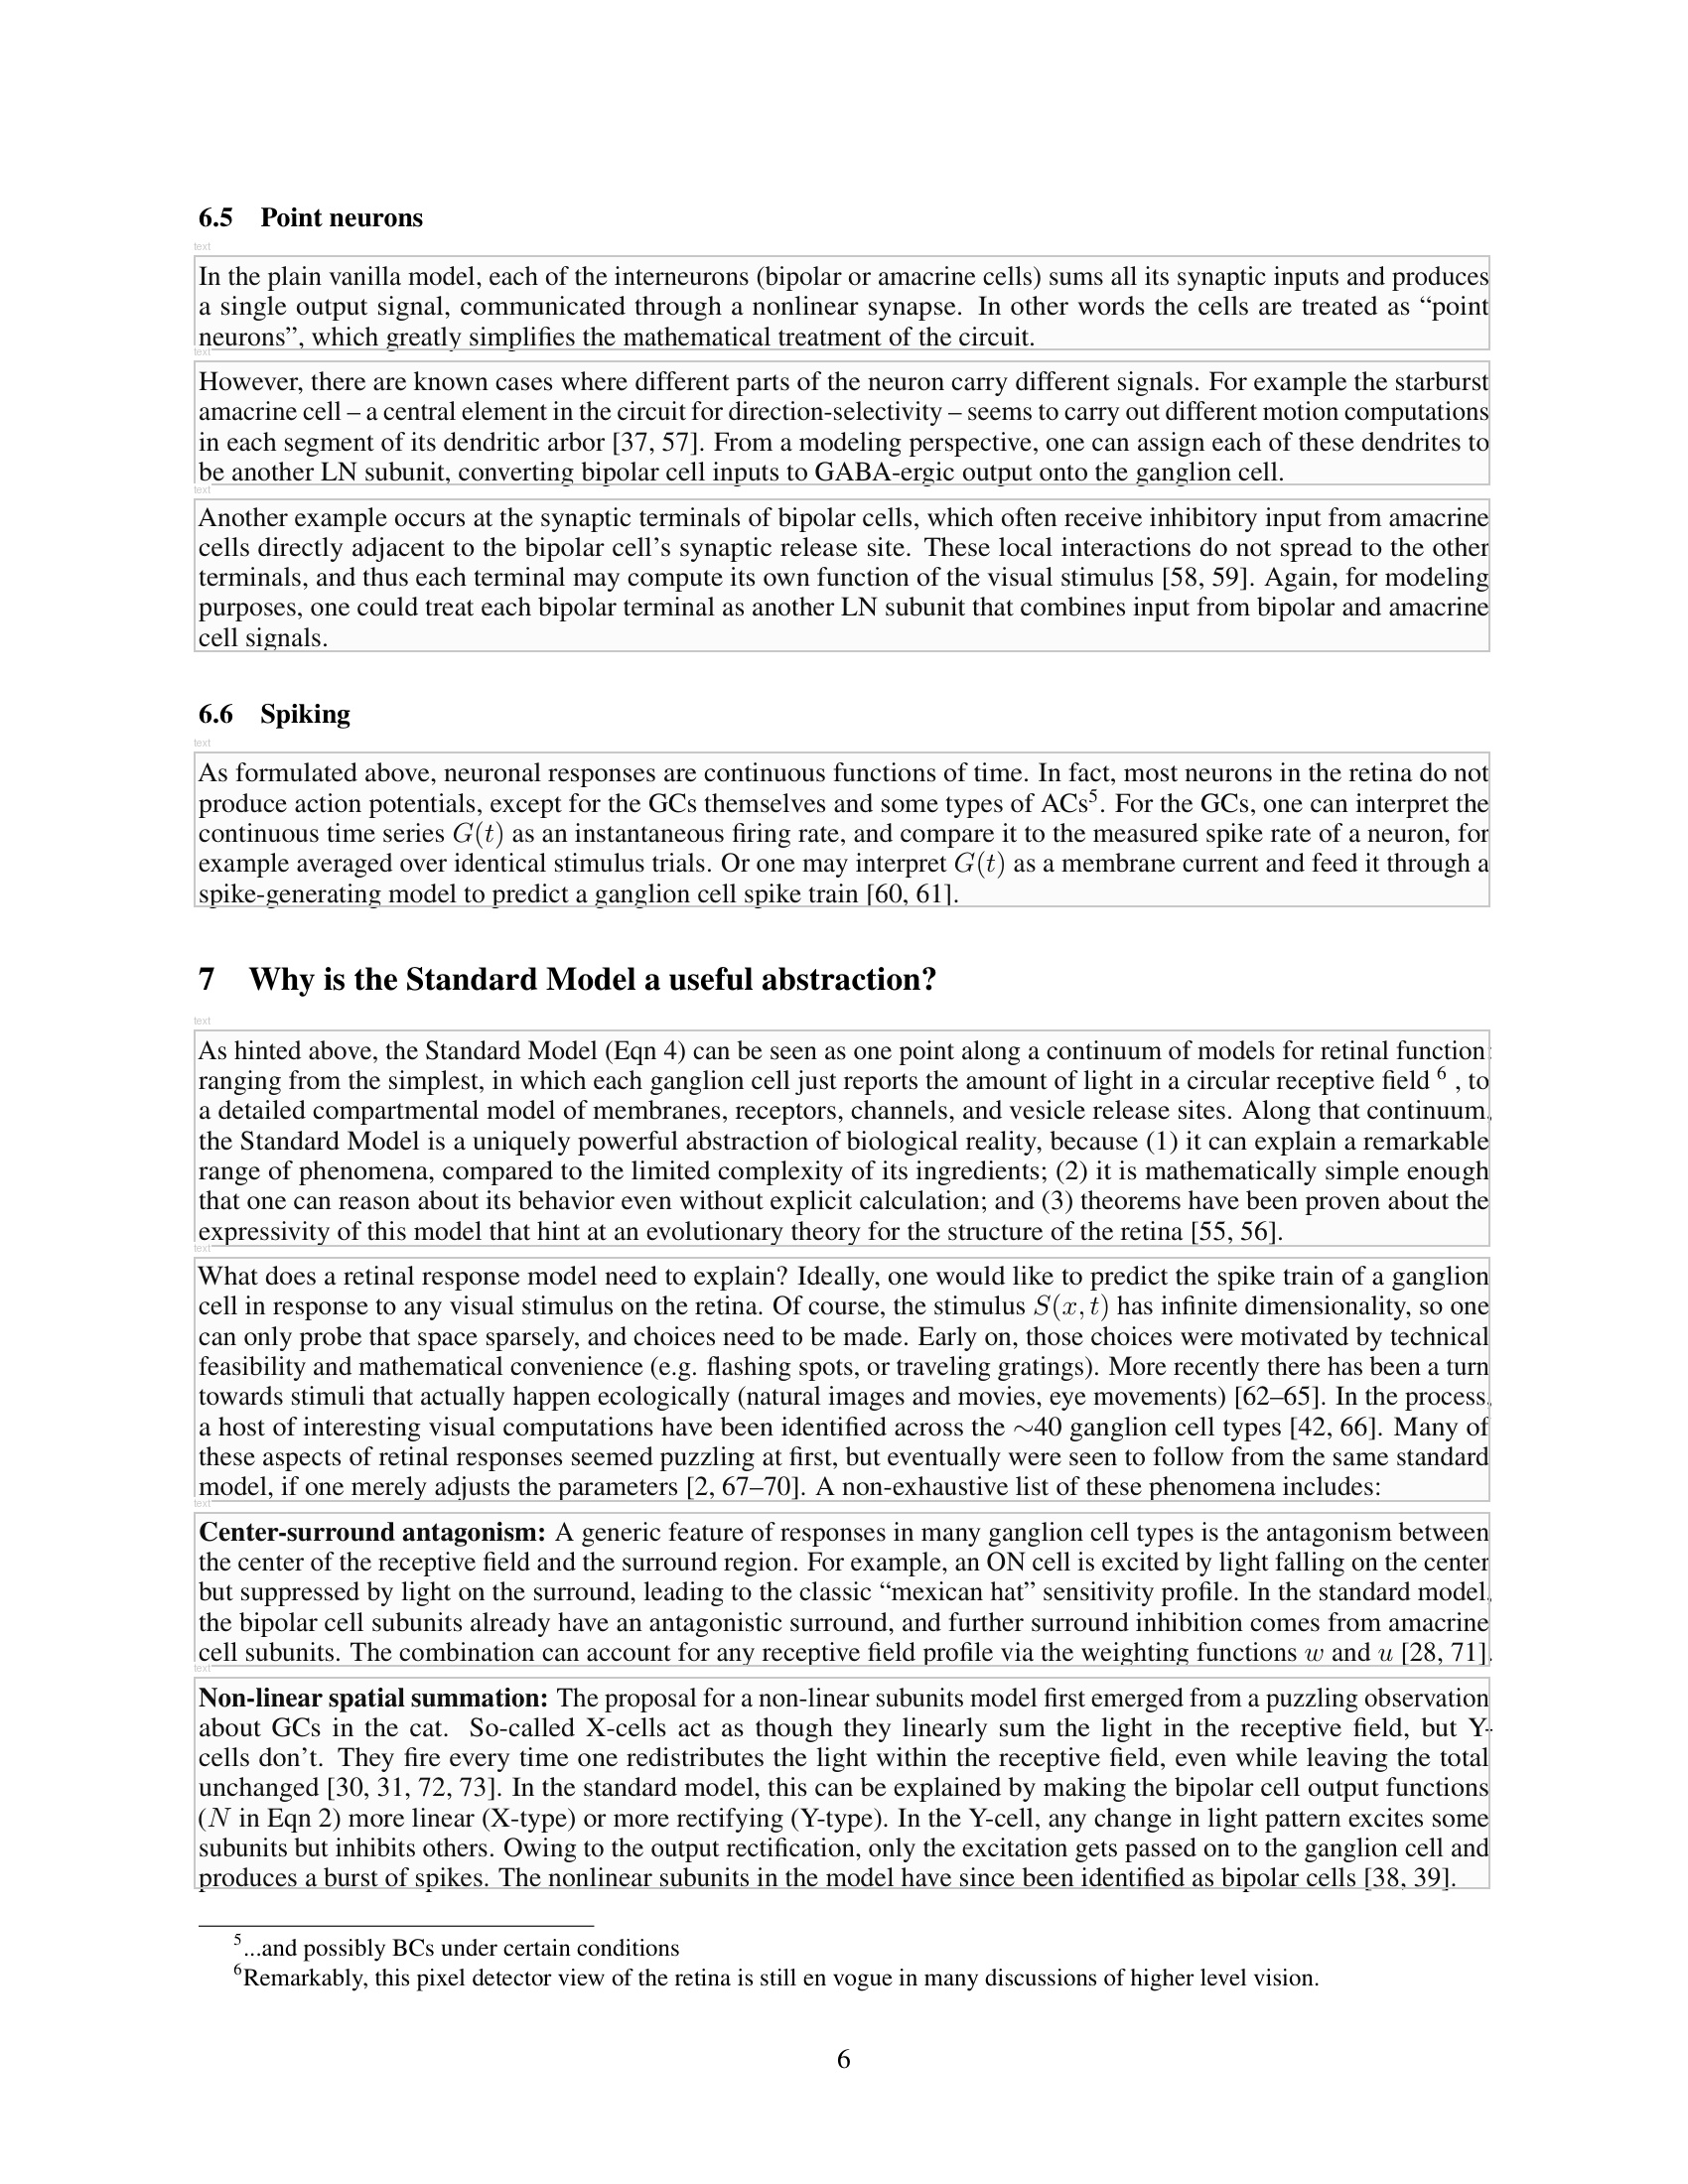 6.5 Point neurons
text
In the plain vanilla model, each of the interneurons (bipolar or amacrine cells) sums all its synaptic inputs and produces
a single output signal, communicated through a nonlinear synapse. In other words the cells are treated as “point
neurons”, which greatly simplifies the mathematical treatment of the circuit.
text
However, there are known cases where different parts of the neuron carry different signals. For example the starburst
amacrine cell – a central element in the circuit for direction-selectivity – seems to carry out different motion computations
in each segment of its dendritic arbor [37, 57]. From a modeling perspective, one can assign each of these dendrites to
be another LN subunit, converting bipolar cell inputs to GABA-ergic output onto the ganglion cell.
text
Another example occurs at the synaptic terminals of bipolar cells, which often receive inhibitory input from amacrine
cells directly adjacent to the bipolar cell’s synaptic release site. These local interactions do not spread to the other
terminals, and thus each terminal may compute its own function of the visual stimulus [58, 59]. Again, for modeling
purposes, one could treat each bipolar terminal as another LN subunit that combines input from bipolar and amacrine
cell signals.
6.6 Spiking
text
As formulated above, neuronal responses are continuous functions of time. In fact, most neurons in the retina do not
produce action potentials, except for the GCs themselves and some types of ACs⁵. For the GCs, one can interpret the
continuous time series G(t) as an instantaneous firing rate, and compare it to the measured spike rate of a neuron, for
example averaged over identical stimulus trials. Or one may interpret G(t) as a membrane current and feed it through a
spike-generating model to predict a ganglion cell spike train [60, 61].
7 Why is the Standard Model a useful abstraction?
text
As hinted above, the Standard Model (Eqn 4) can be seen as one point along a continuum of models for retinal function:
ranging from the simplest, in which each ganglion cell just reports the amount of light in a circular receptive field ⁶ , to
a detailed compartmental model of membranes, receptors, channels, and vesicle release sites. Along that continuum,
the Standard Model is a uniquely powerful abstraction of biological reality, because (1) it can explain a remarkable
range of phenomena, compared to the limited complexity of its ingredients; (2) it is mathematically simple enough
that one can reason about its behavior even without explicit calculation; and (3) theorems have been proven about the
expressivity of this model that hint at an evolutionary theory for the structure of the retina [55, 56].
text
What does a retinal response model need to explain? Ideally, one would like to predict the spike train of a ganglion
cell in response to any visual stimulus on the retina. Of course, the stimulus S(x, t) has infinite dimensionality, so one
can only probe that space sparsely, and choices need to be made. Early on, those choices were motivated by technical
feasibility and mathematical convenience (e.g. flashing spots, or traveling gratings). More recently there has been a turn
towards stimuli that actually happen ecologically (natural images and movies, eye movements) [62–65]. In the process,
a host of interesting visual computations have been identified across the ∼40 ganglion cell types [42, 66]. Many of
these aspects of retinal responses seemed puzzling at first, but eventually were seen to follow from the same standard
model, if one merely adjusts the parameters [2, 67–70]. A non-exhaustive list of these phenomena includes:
text
Center-surround antagonism: A generic feature of responses in many ganglion cell types is the antagonism between
the center of the receptive field and the surround region. For example, an ON cell is excited by light falling on the center
but suppressed by light on the surround, leading to the classic “mexican hat” sensitivity profile. In the standard model,
the bipolar cell subunits already have an antagonistic surround, and further surround inhibition comes from amacrine
cell subunits. The combination can account for any receptive field profile via the weighting functions w and u [28, 71].
text
Non-linear spatial summation: The proposal for a non-linear subunits model first emerged from a puzzling observation
about GCs in the cat. So-called X-cells act as though they linearly sum the light in the receptive field, but Y-
cells don’t. They fire every time one redistributes the light within the receptive field, even while leaving the total
unchanged [30, 31, 72, 73]. In the standard model, this can be explained by making the bipolar cell output functions
(N in Eqn 2) more linear (X-type) or more rectifying (Y-type). In the Y-cell, any change in light pattern excites some
subunits but inhibits others. Owing to the output rectification, only the excitation gets passed on to the ganglion cell and
produces a burst of spikes. The nonlinear subunits in the model have since been identified as bipolar cells [38, 39].
⁵...and possibly BCs under certain conditions
⁶Remarkably, this pixel detector view of the retina is still en vogue in many discussions of higher level vision.
6